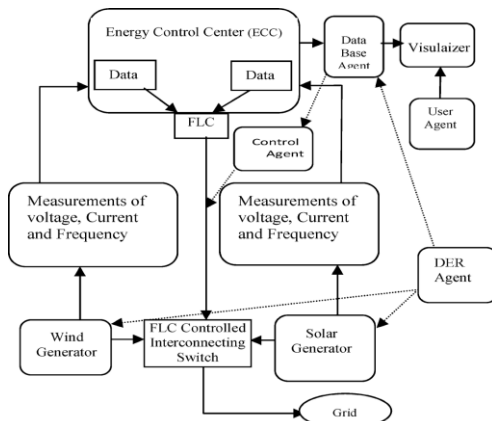 Energy Control Center (ECC)
Data
Data
FLC
Data
Base
Agent
Visulaizer
User
Agent
Control
Agent
Measurements of
voltage, Current
and Frequency
Measurements of
voltage, Current
and Frequency
DER
Agent
Wind
Generator
FLC Controlled
Interconnecting
Switch
Solar
Generator
Grid